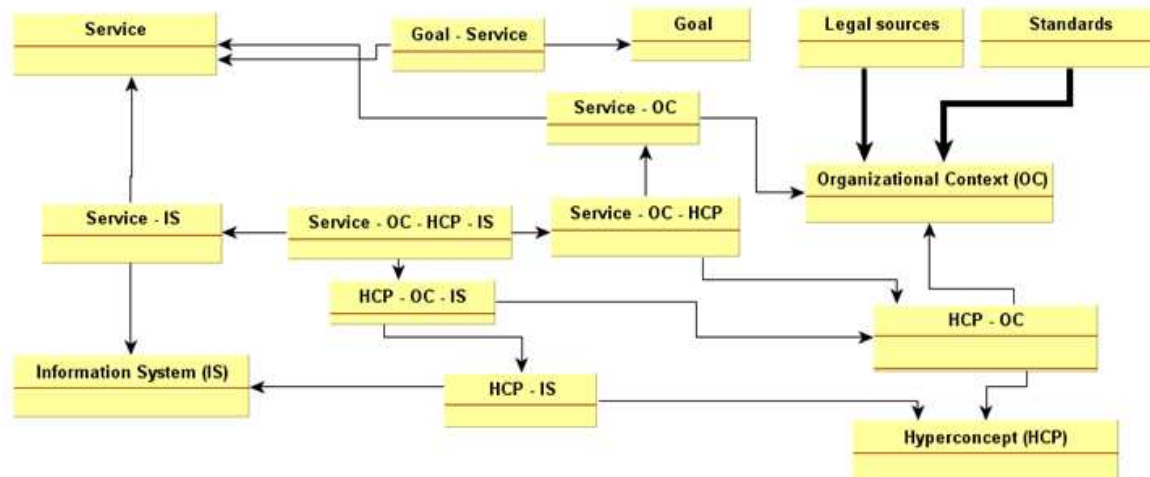 Service
Goal - Service
Goal
Legal sources
Standards
Service - OC
Organizational Context (OC)
Service - IS
Service - OC - HCP - IS
Service - OC - HCP
HCP - OC - IS
HCP - OC
Information System (IS)
HCP - IS
Hyperconcept (HCP)